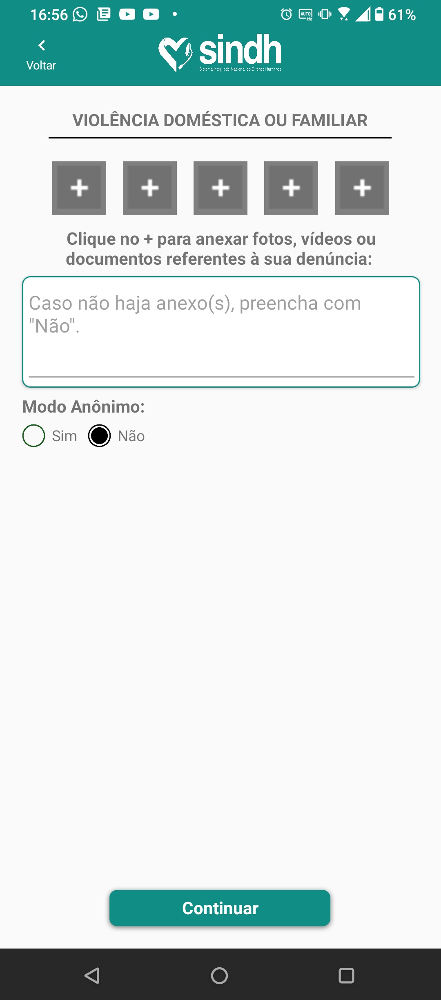 16:56
AUTO Hz
61%
Voltar
sindh
Sistema Integrado Nacional de Direitos Humanos
VIOLÊNCIA DOMÉSTICA OU FAMILIAR
Clique no + para anexar fotos, vídeos ou
documentos referentes à sua denúncia:
Caso não haja anexo(s), preencha com
"Não".
Modo Anônimo:
Sim Não
Continuar